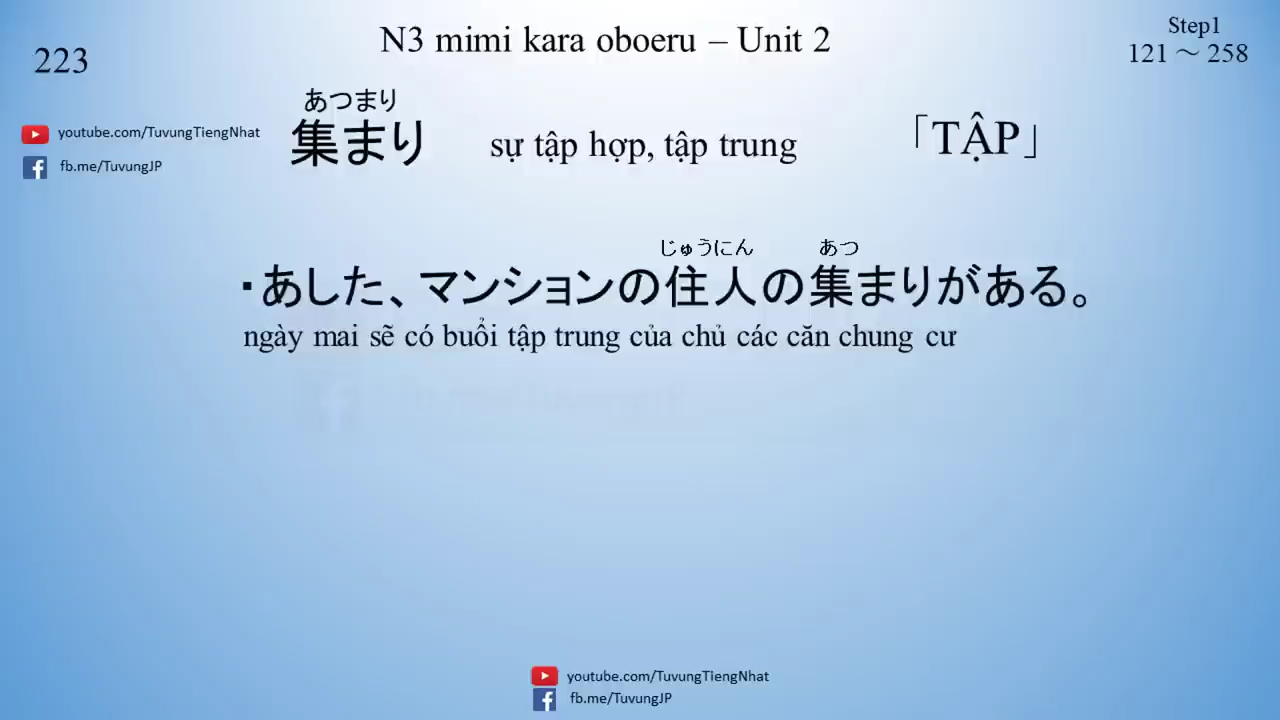 223
N3 mimi kara oboeru – Unit 2
Step1
121 ～ 258
youtube.com/TuvungTiengNhat
fb.me/TuvungJP
あつまり
集まり
sự tập hợp, tập trung
「TẬP」
じゅうにん あつ
・あした、マンションの住人の集まりがある。
ngày mai sẽ có buổi tập trung của chủ các căn chung cư
youtube.com/TuvungTiengNhat
fb.me/TuvungJP